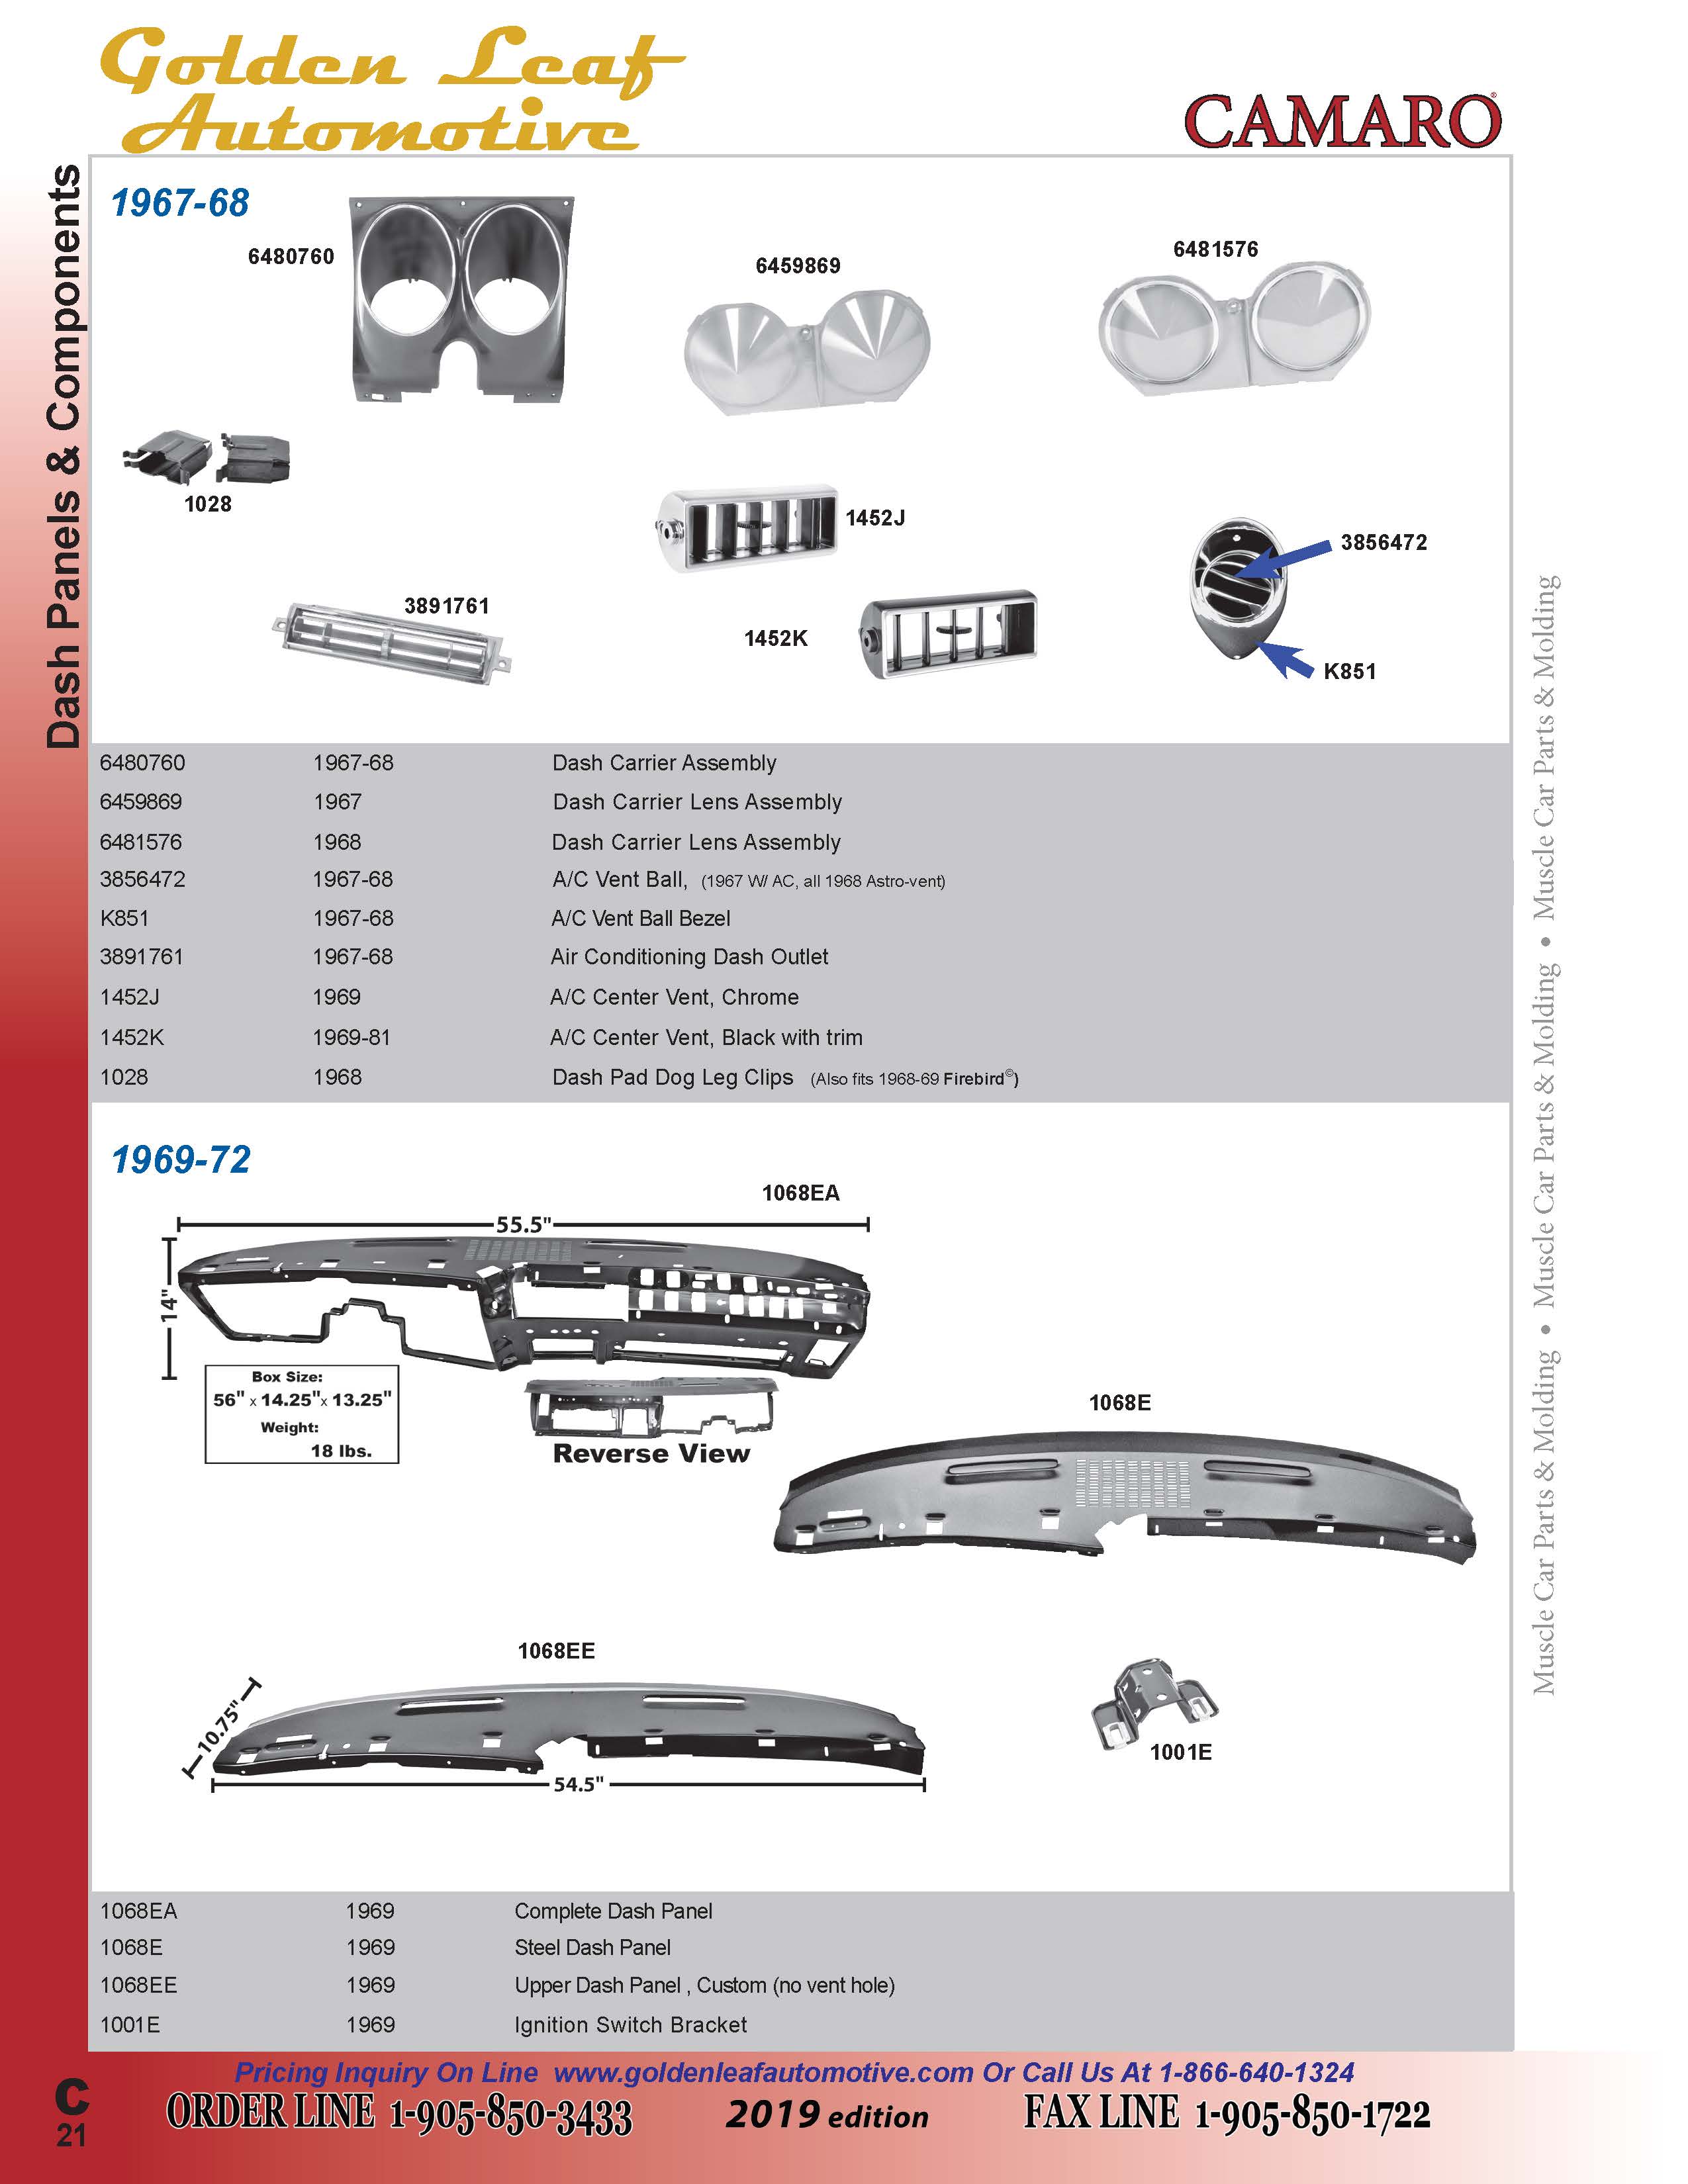 Golden Leaf
Automotive
CAMARO®
Dash Panels & Components
1967-68
6480760
6459869
6481576
1028
1452J
3856472
3891761
1452K
K851
6480760 1967-68 Dash Carrier Assembly
6459869 1967 Dash Carrier Lens Assembly
6481576 1968 Dash Carrier Lens Assembly
3856472 1967-68 A/C Vent Ball, (1967 W/ AC, all 1968 Astro-vent)
K851 1967-68 A/C Vent Ball Bezel
3891761 1967-68 Air Conditioning Dash Outlet
1452J 1969 A/C Center Vent, Chrome
1452K 1969-81 A/C Center Vent, Black with trim
1028 1968 Dash Pad Dog Leg Clips (Also fits 1968-69 Firebird©)
1969-72
1068EA
55.5"
14"
Box Size:
56" x 14.25"x 13.25"
Weight:
18 lbs.
Reverse View
1068E
1068EE
10.75"
54.5"
1001E
1068EA 1969 Complete Dash Panel
1068E 1969 Steel Dash Panel
1068EE 1969 Upper Dash Panel , Custom (no vent hole)
1001E 1969 Ignition Switch Bracket
Muscle Car Parts & Molding • Muscle Car Parts & Molding • Muscle Car Parts & Molding
Pricing Inquiry On Line www.goldenleafautomotive.com Or Call Us At 1-866-640-1324
C
21
ORDER LINE 1-905-850-3433
2019 edition
FAX LINE 1-905-850-1722